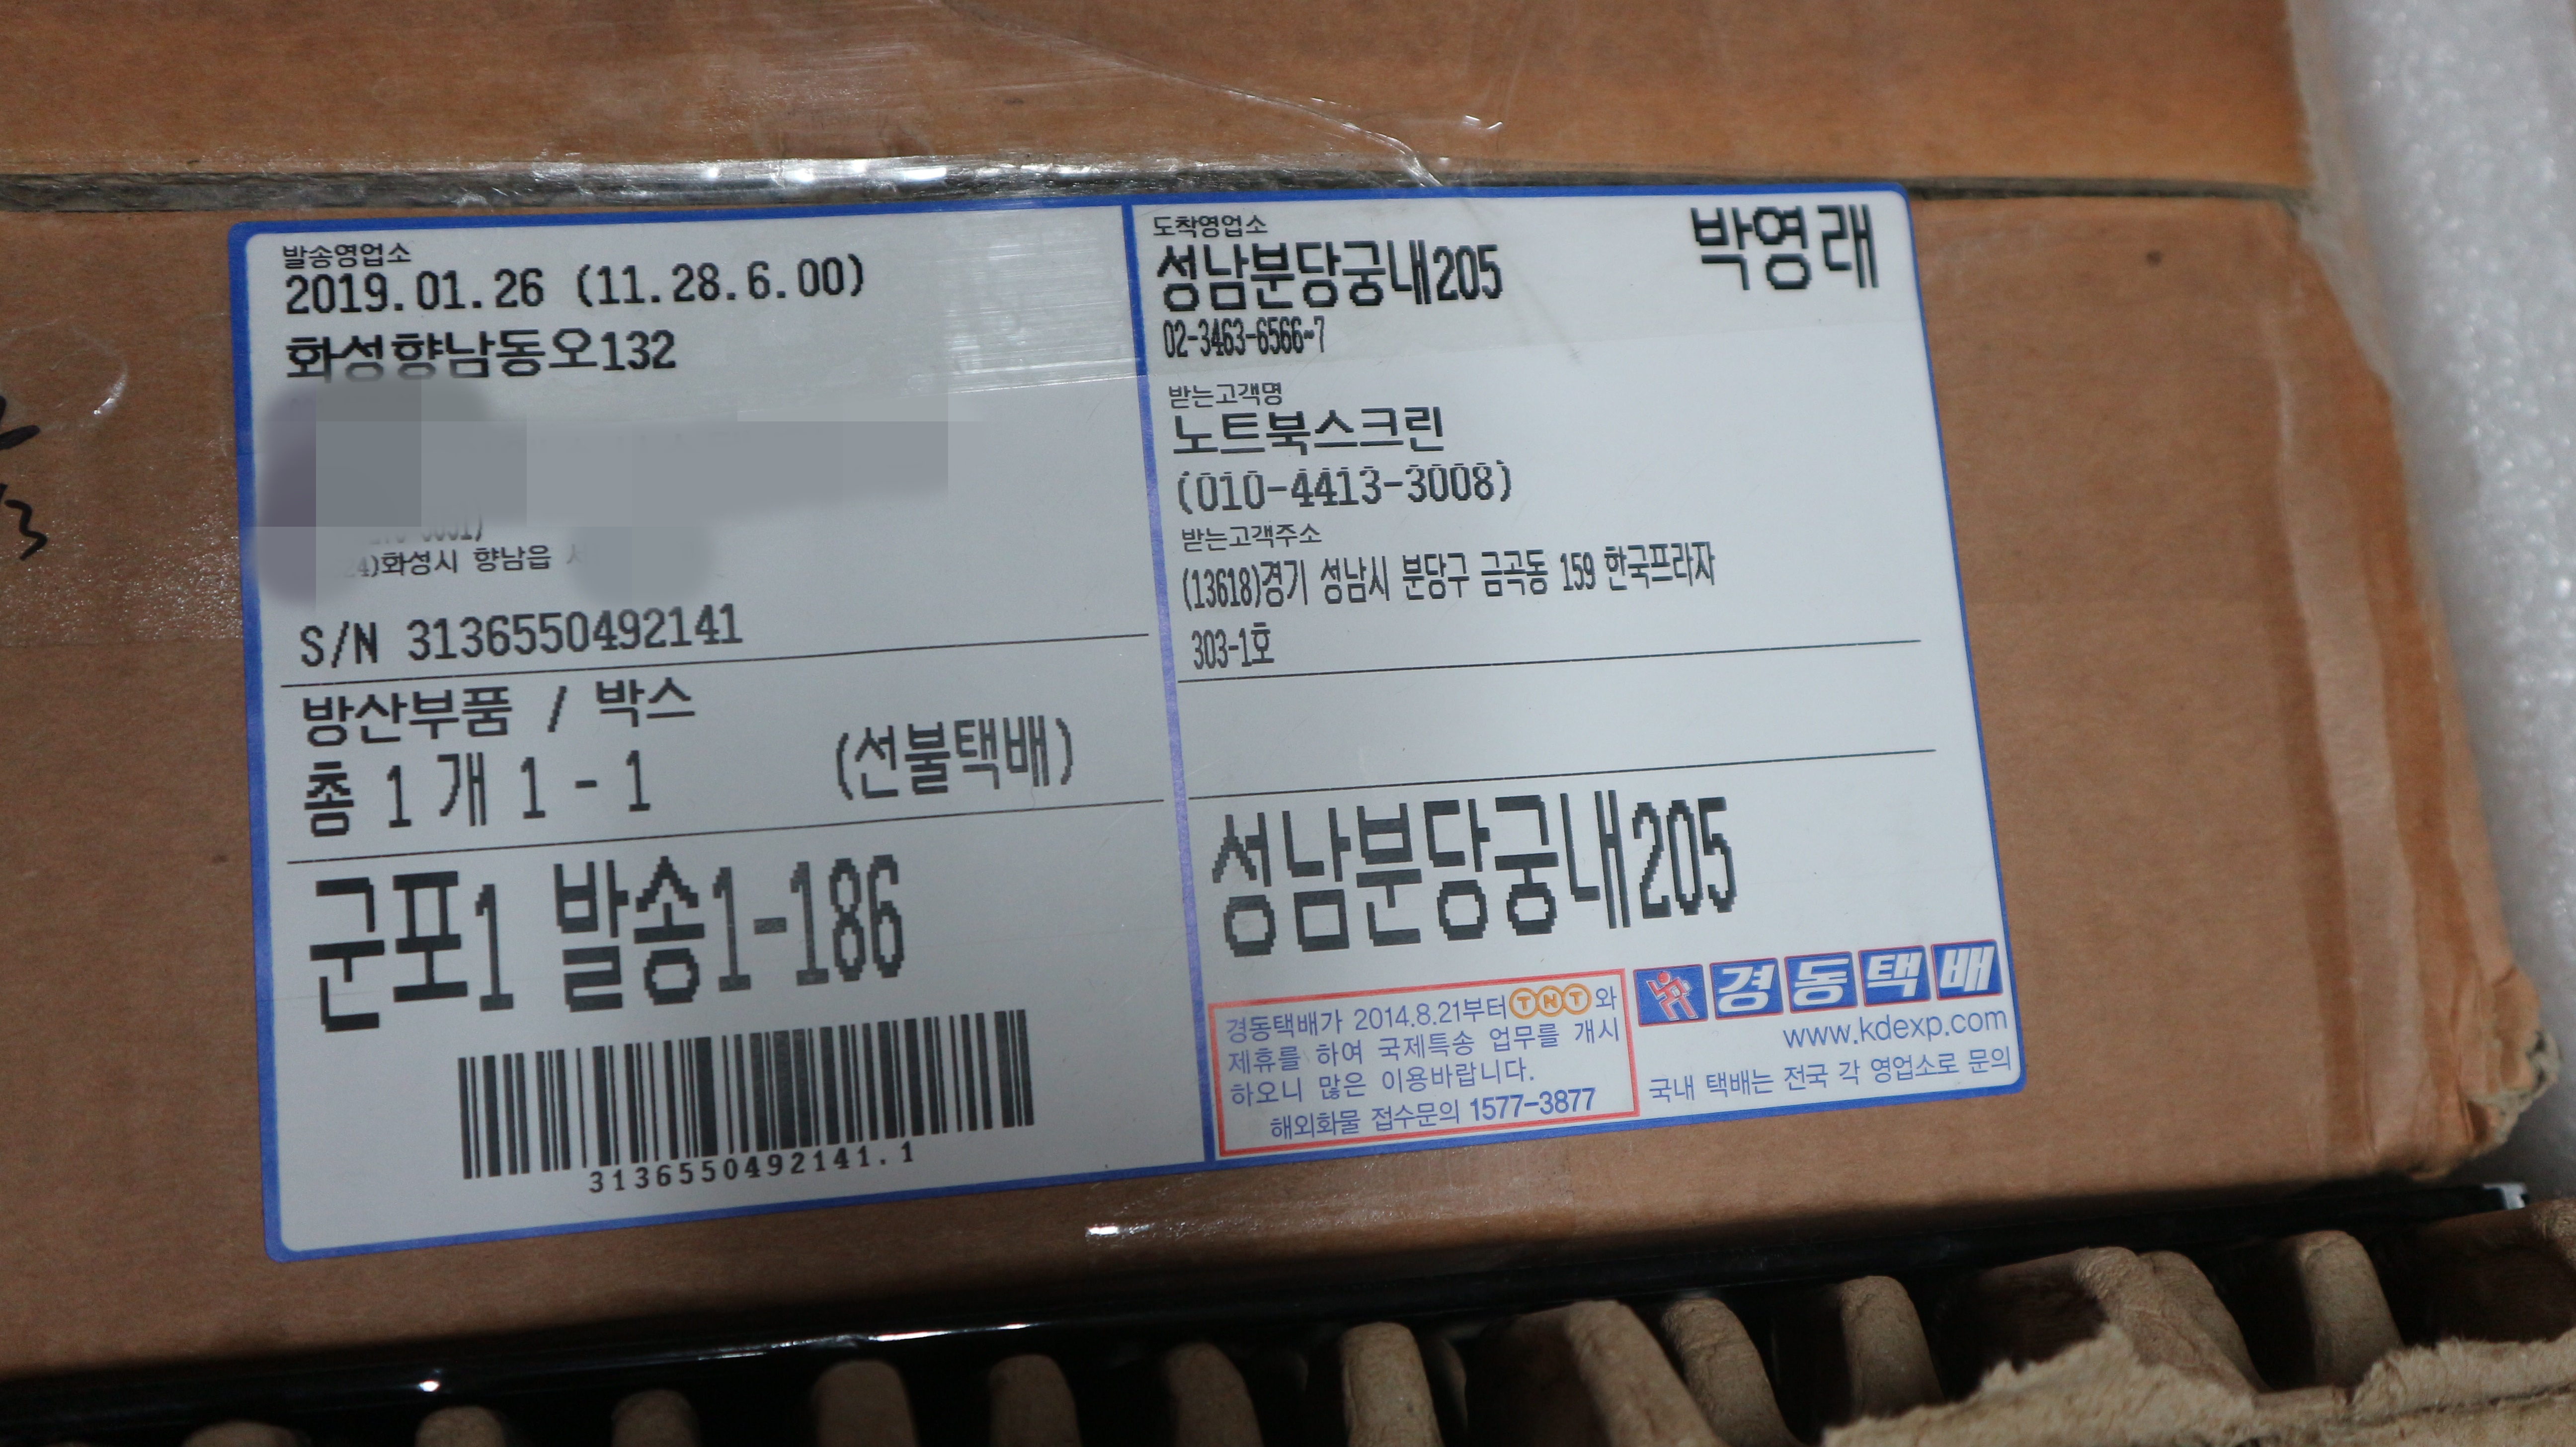 발송영업소
2019.01.26 (11.28.6.00)
화성향남동오132
화성시 향남읍
S/N 3136550492141
방산부품 / 박스
총 1 개 1 - 1 (선불택배)
군포1 발송1-186
3136550492141.1
도착영업소
성남분당궁내205 박영래
02-3463-6566~7
받는고객명
노트북스크린
(010-4413-3008)
받는고객주소
(13618)경기 성남시 분당구 금곡동 159 한국프라자
303-1호
성남분당궁내205
경동택배가 2014.8.21부터 TNT와
제휴를 하여 국제특송 업무를 개시
하오니 많은 이용바랍니다.
해외화물 접수문의 1577-3877
경동택배
www.kdexp.com
국내 택배는 전국 각 영업소로 문의